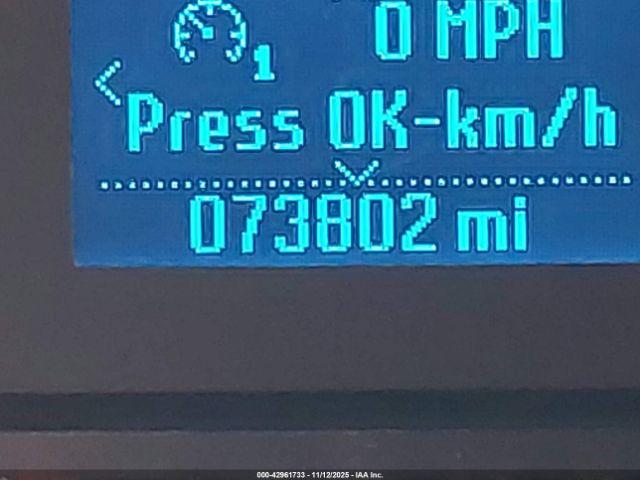 0 MPH
1
Press OK-km/h
073802 mi
000-42961733 - 11/12/2025 - IAA Inc.